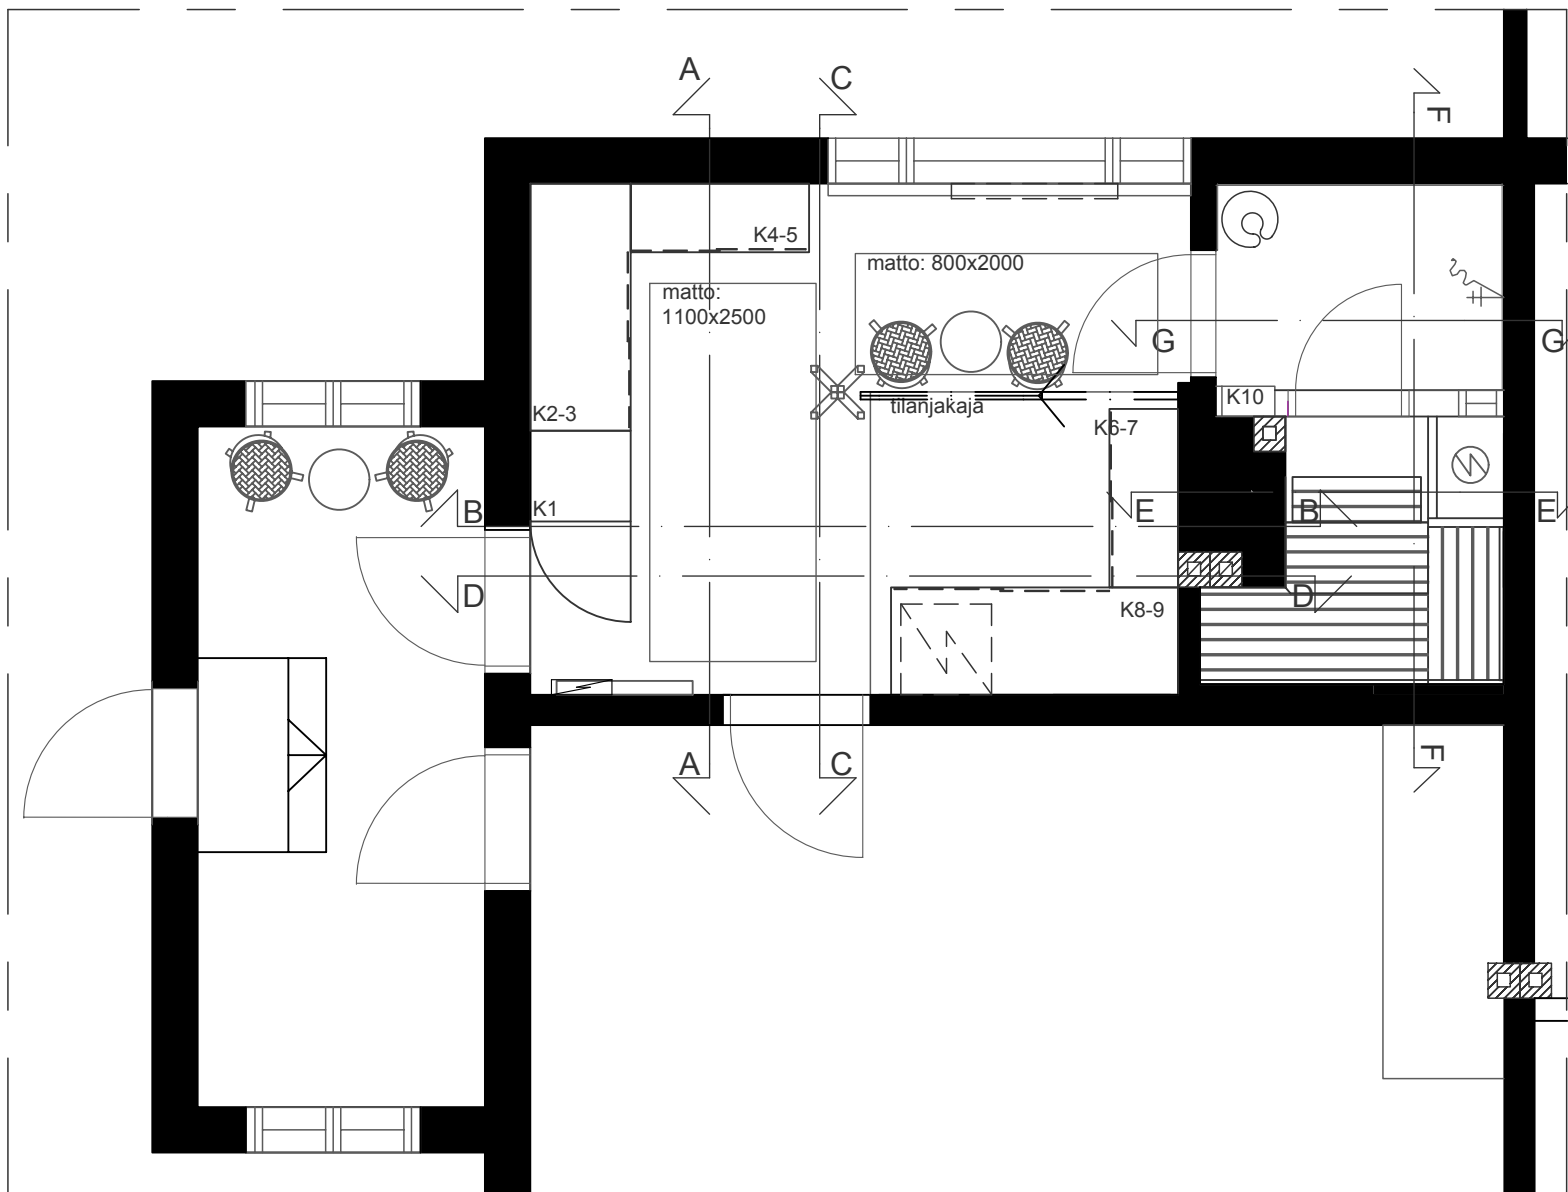 A
C
F
K4-5
matto: 800x2000
matto:
1100x2500
G
G
K10
tilanjakaja
K2-3
K6-7
K1
B
E
B
E
D
D
K8-9
A
C
F